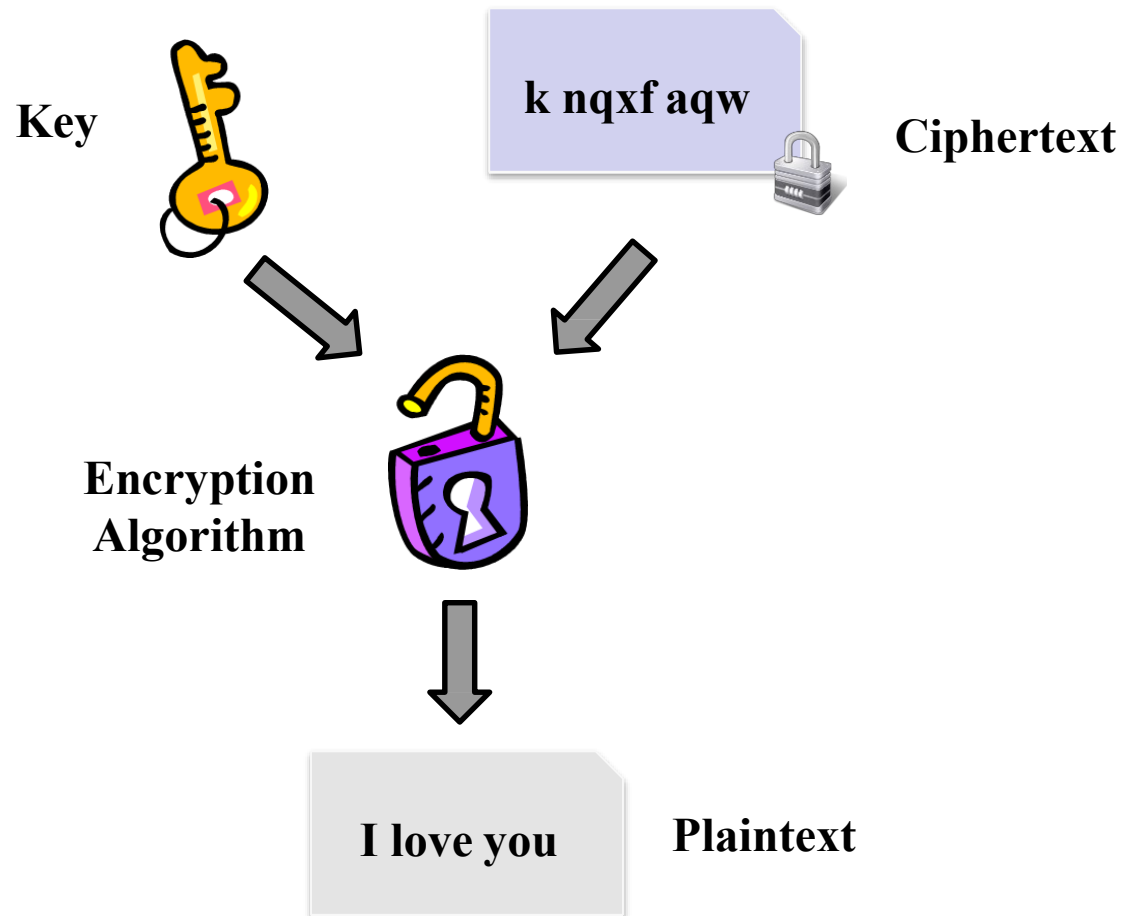 Key
k nqxf aqw
Ciphertext
Encryption
Algorithm
I love you
Plaintext